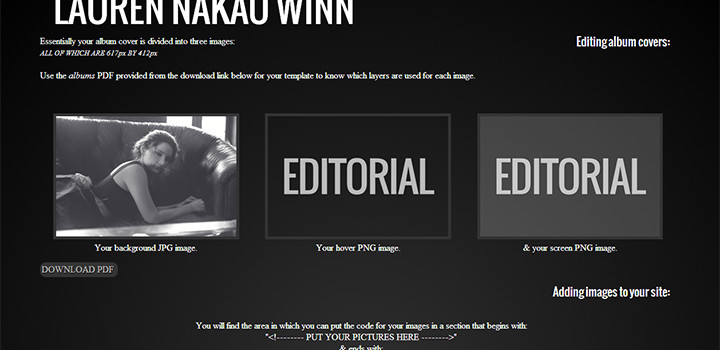 LAUREN NAKAO WINN
Essentially your album cover is divided into three images:
Editing album covers:
ALL OF WHICH ARE 617px BY 412px
Use the albums PDF provided from the download link below for your template to know which layers are used for each image.
EDITORIAL
EDITORIAL
Your background JPG image.
Your hover PNG image.
& your screen PNG image.
DOWNLOAD PDF
Adding images to your site:
You will find the area in which you can put the code for your images in a section that begins with:
"<!-------- PUT YOUR PICTURES HERE -------->"
& ends with: